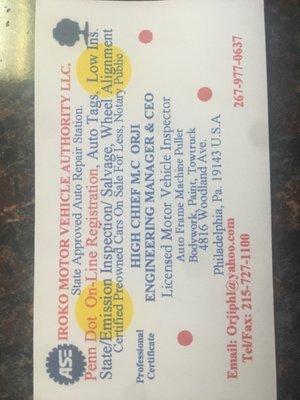 IROKO MOTOR VEHICLE AUTHORITY LLC.
State Approved Auto Repair Station.
Penn Dot On-Line Registration, Auto Tags, Low Ins.
State/Emission Inspection/ Salvage, Wheel Alignment
Certified Preowned Cars On Sale For Less, Notary Public
HIGH CHIEF M.C ORJI
ENGINEERING MANAGER & CEO
Professional
Certificate
Licensed Motor Vehicle Inspector
Auto Frame Machine Puller
Bodywork, Paint, Towtruck
4816 Woodland Ave.
Philadelphia, Pa. 19143 U.S.A
Email: Orjiphl@yahoo.com
Tel/Fax: 215-727-1100
267-977-0637
ASE